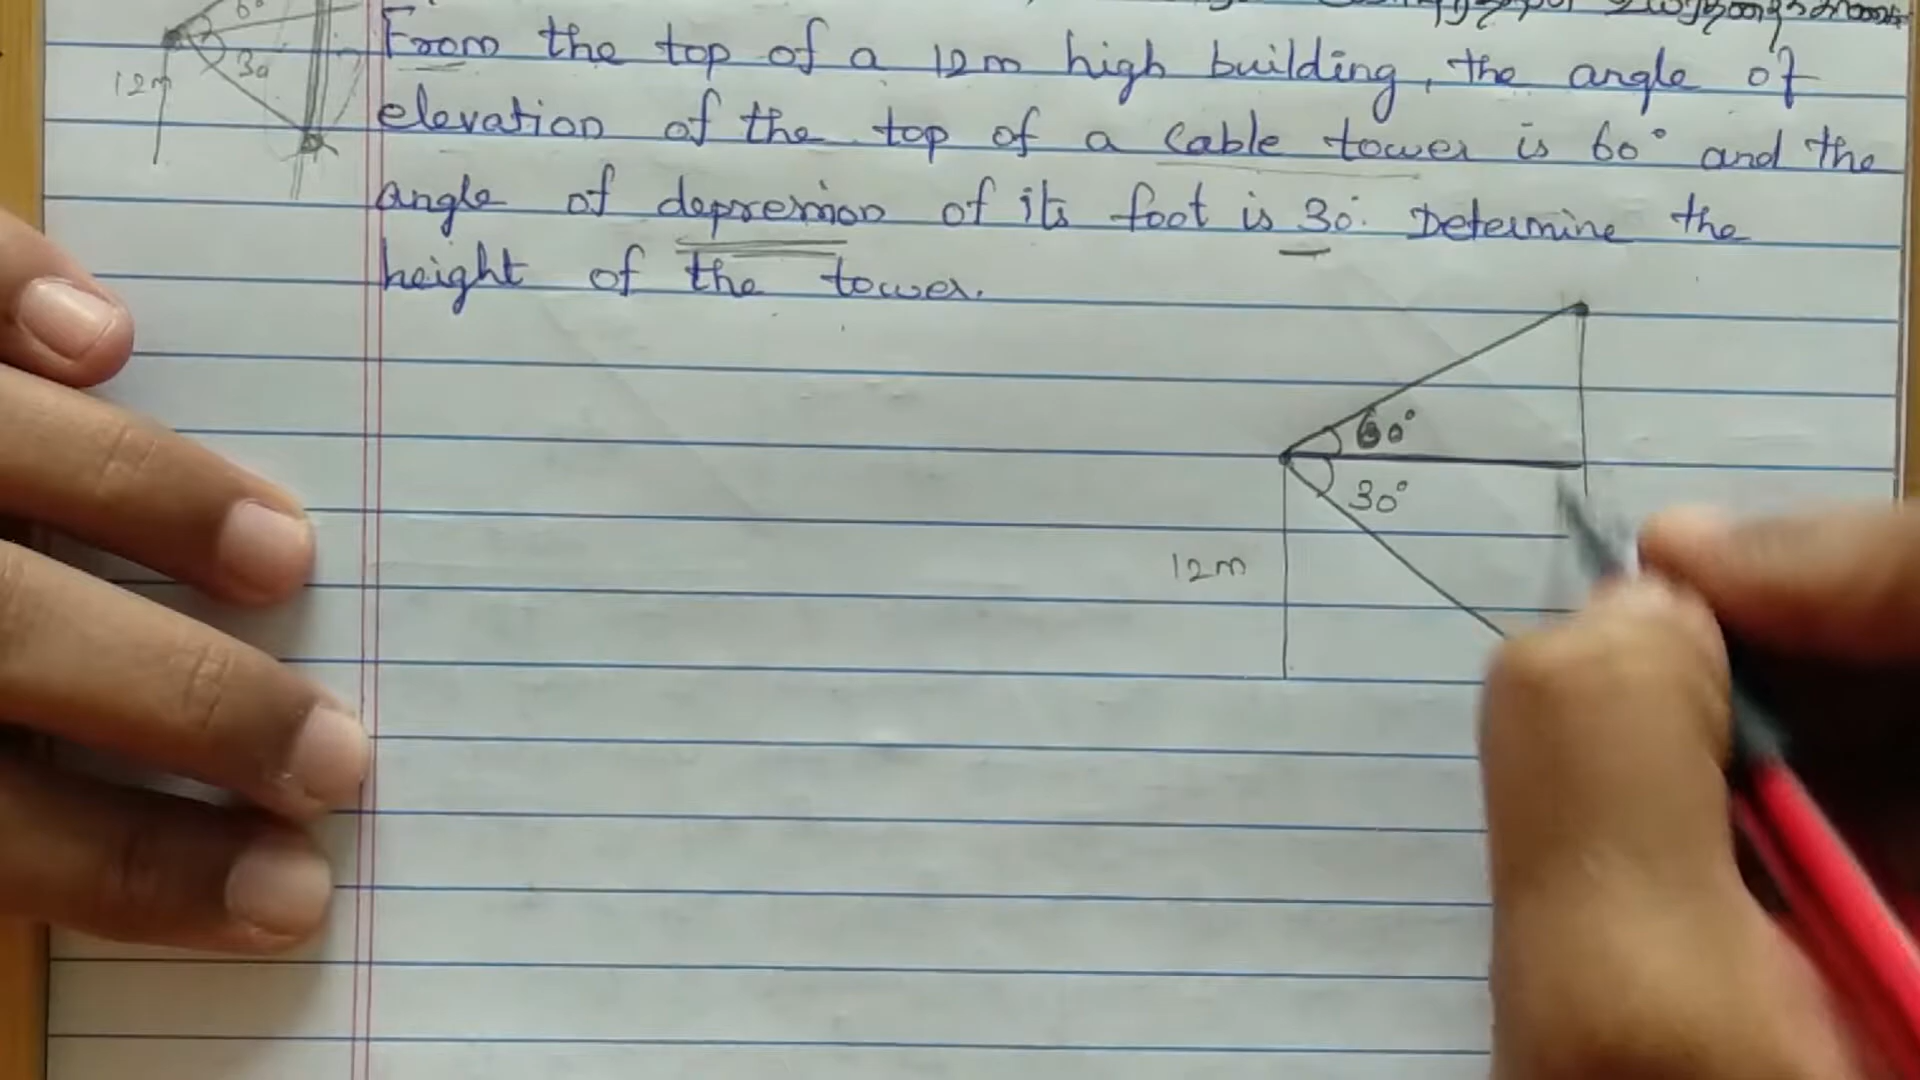 From the top of a 12m high building, the angle of
elevation of the top of a cable tower is 60° and the
angle of depression of its foot is 30°. Determine the
height of the tower.
60°
30
12m
60°
30°
12m